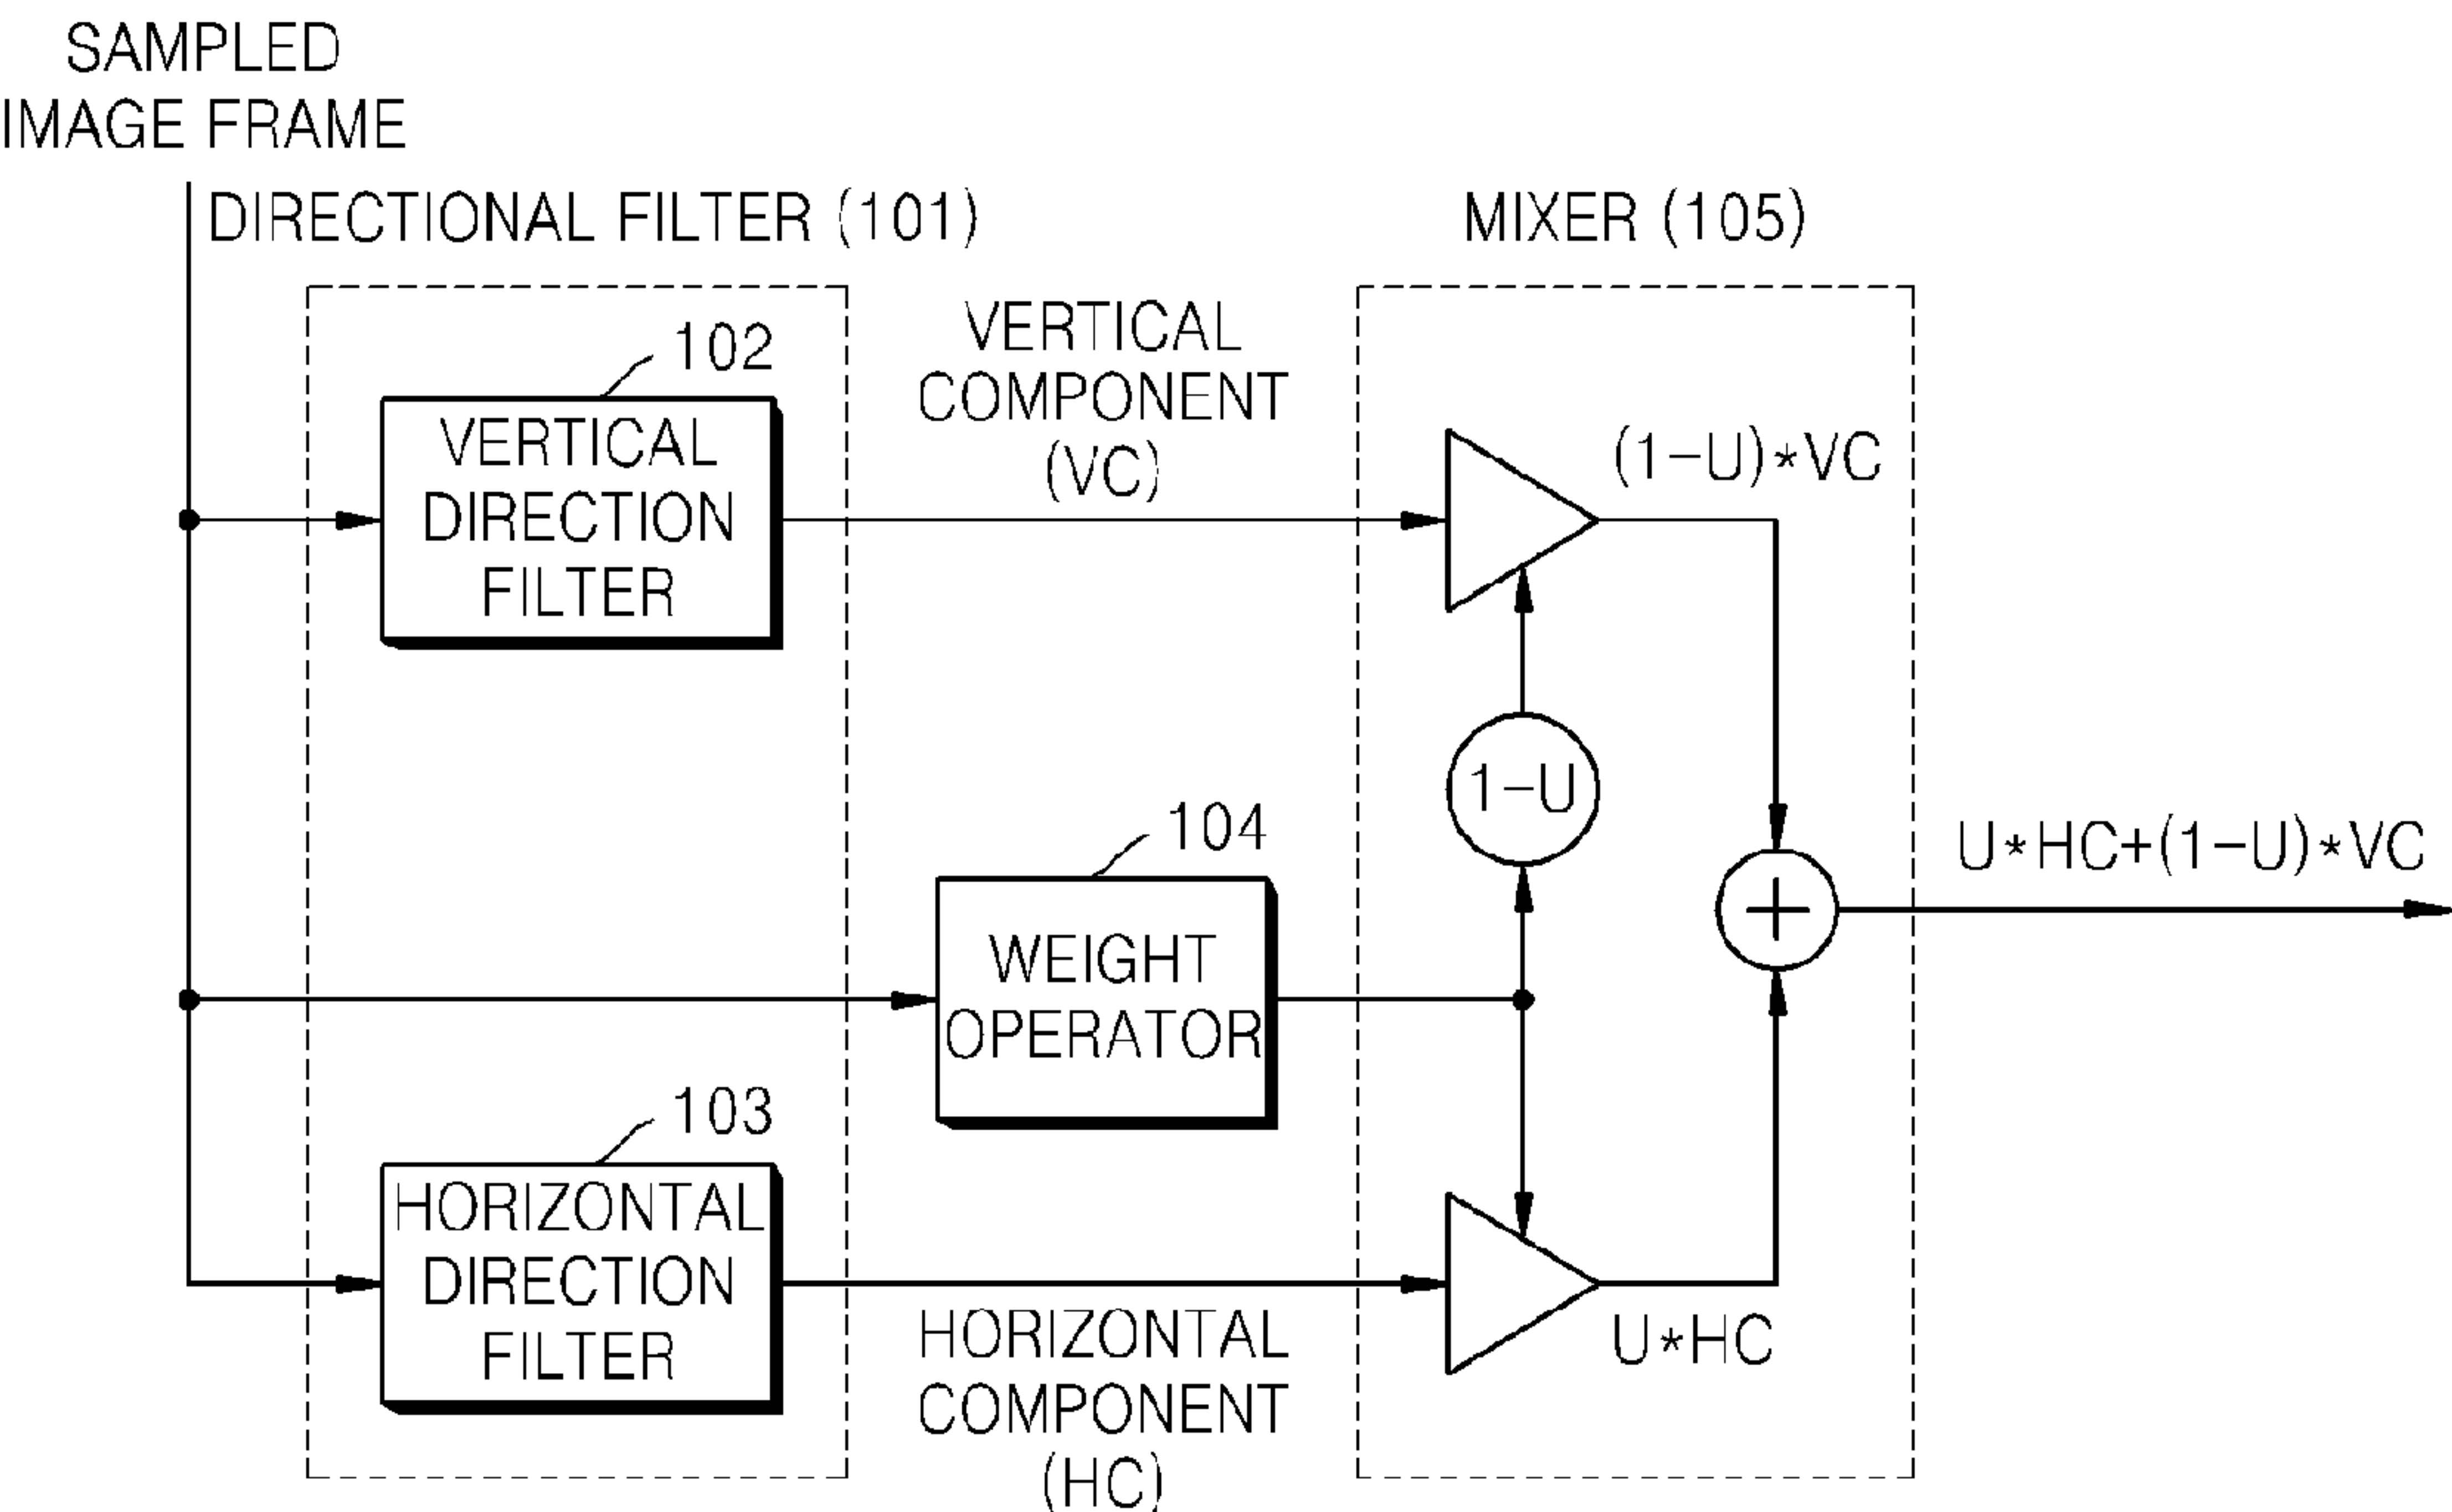 SAMPLED
IMAGE FRAME
DIRECTIONAL FILTER (101)
MIXER (105)
102
VERTICAL
DIRECTION
FILTER
VERTICAL
COMPONENT
(VC)
(1-U)*VC
1-U
104
WEIGHT
OPERATOR
+
U*HC+(1-U)*VC
103
HORIZONTAL
DIRECTION
FILTER
HORIZONTAL
COMPONENT
(HC)
U*HC